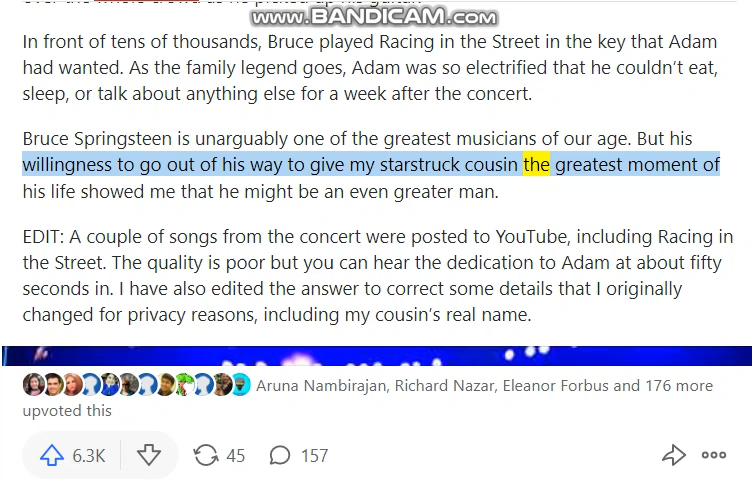 www.BANDICAM.com
In front of tens of thousands, Bruce played Racing in the Street in the key that Adam
had wanted. As the family legend goes, Adam was so electrified that he couldn’t eat,
sleep, or talk about anything else for a week after the concert.
Bruce Springsteen is unarguably one of the greatest musicians of our age. But his
willingness to go out of his way to give my starstruck cousin the greatest moment of
his life showed me that he might be an even greater man.
EDIT: A couple of songs from the concert were posted to YouTube, including Racing in
the Street. The quality is poor but you can hear the dedication to Adam at about fifty
seconds in. I have also edited the answer to correct some details that I originally
changed for privacy reasons, including my cousin’s real name.
Aruna Nambirajan, Richard Nazar, Eleanor Forbus and 176 more
upvoted this
6.3K 45 157